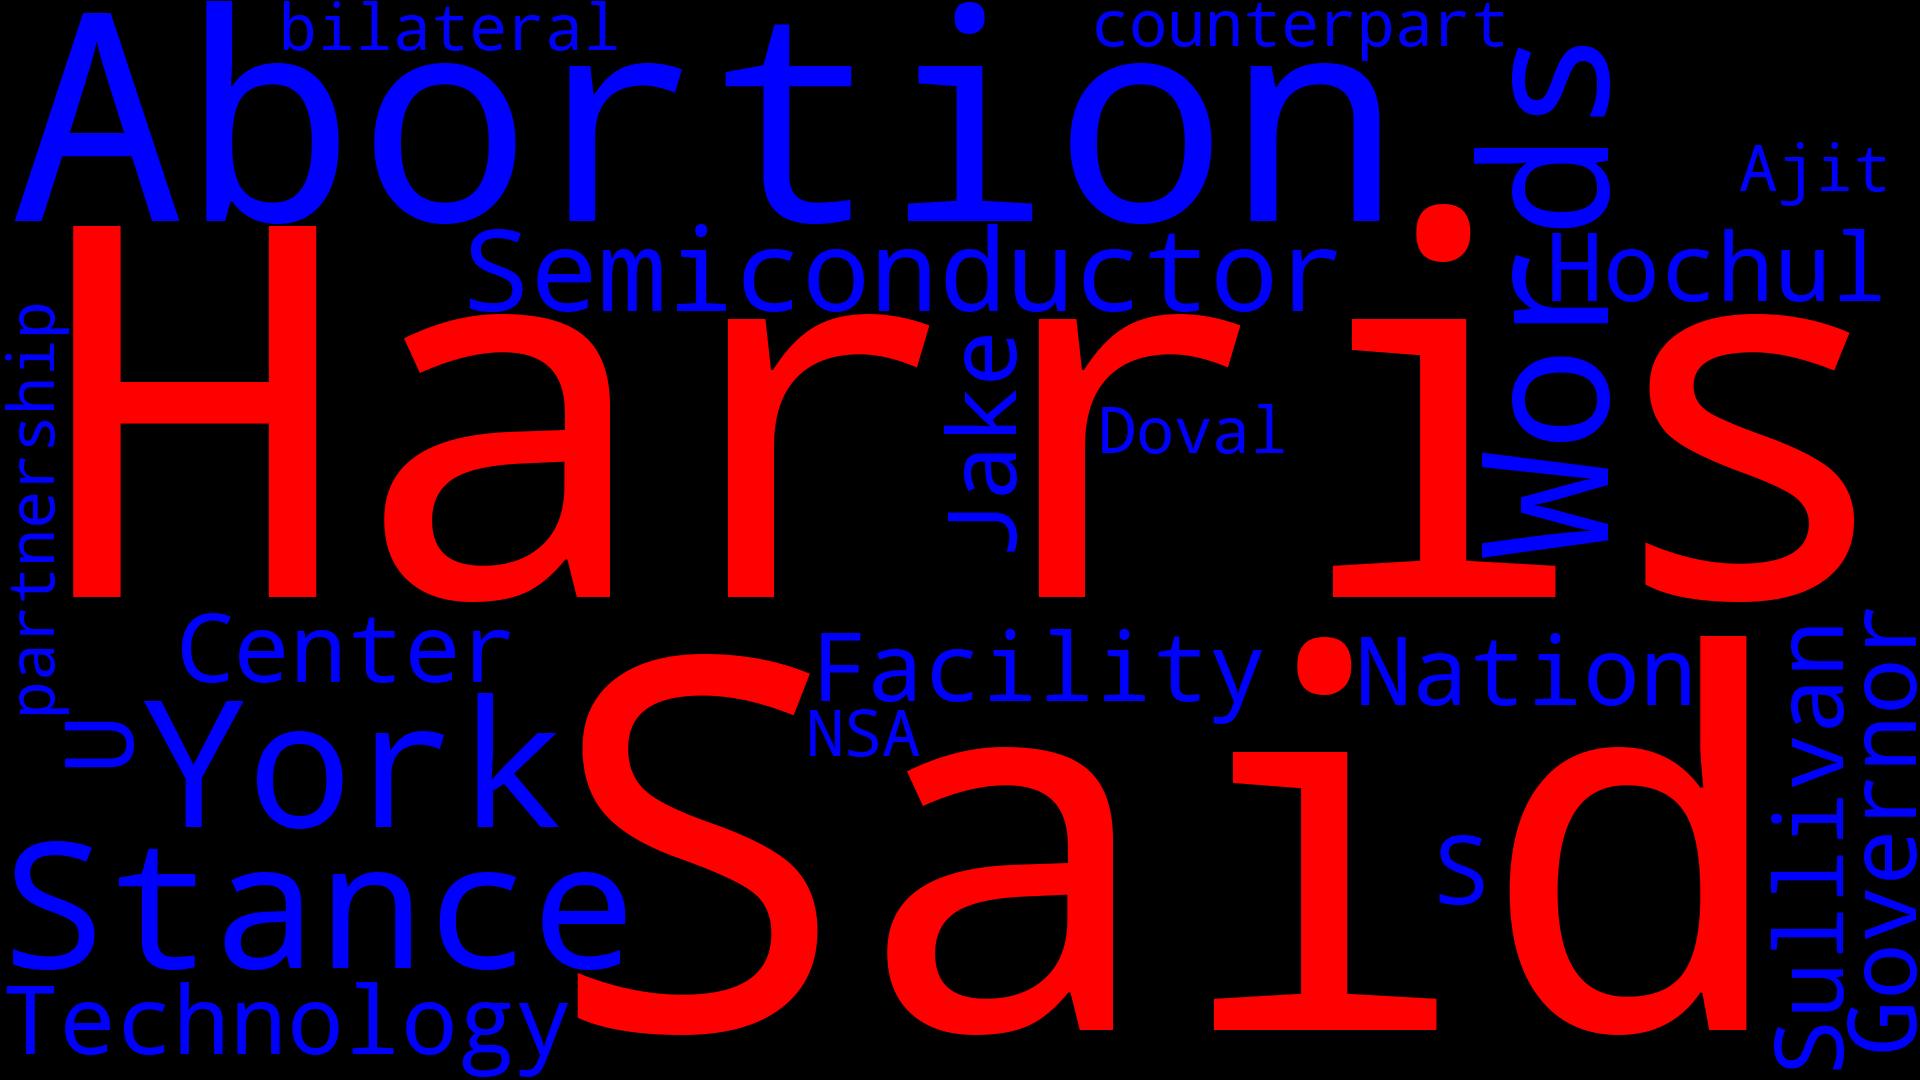 bilateral
counterpart
Abortion
Words
Ajit
Semiconductor
Hochul
Harris
partnership
Jake
Doval
Center
Facility
Nation
Sullivan
Governor
NSA
U
York
Said
S
Stance
Technology